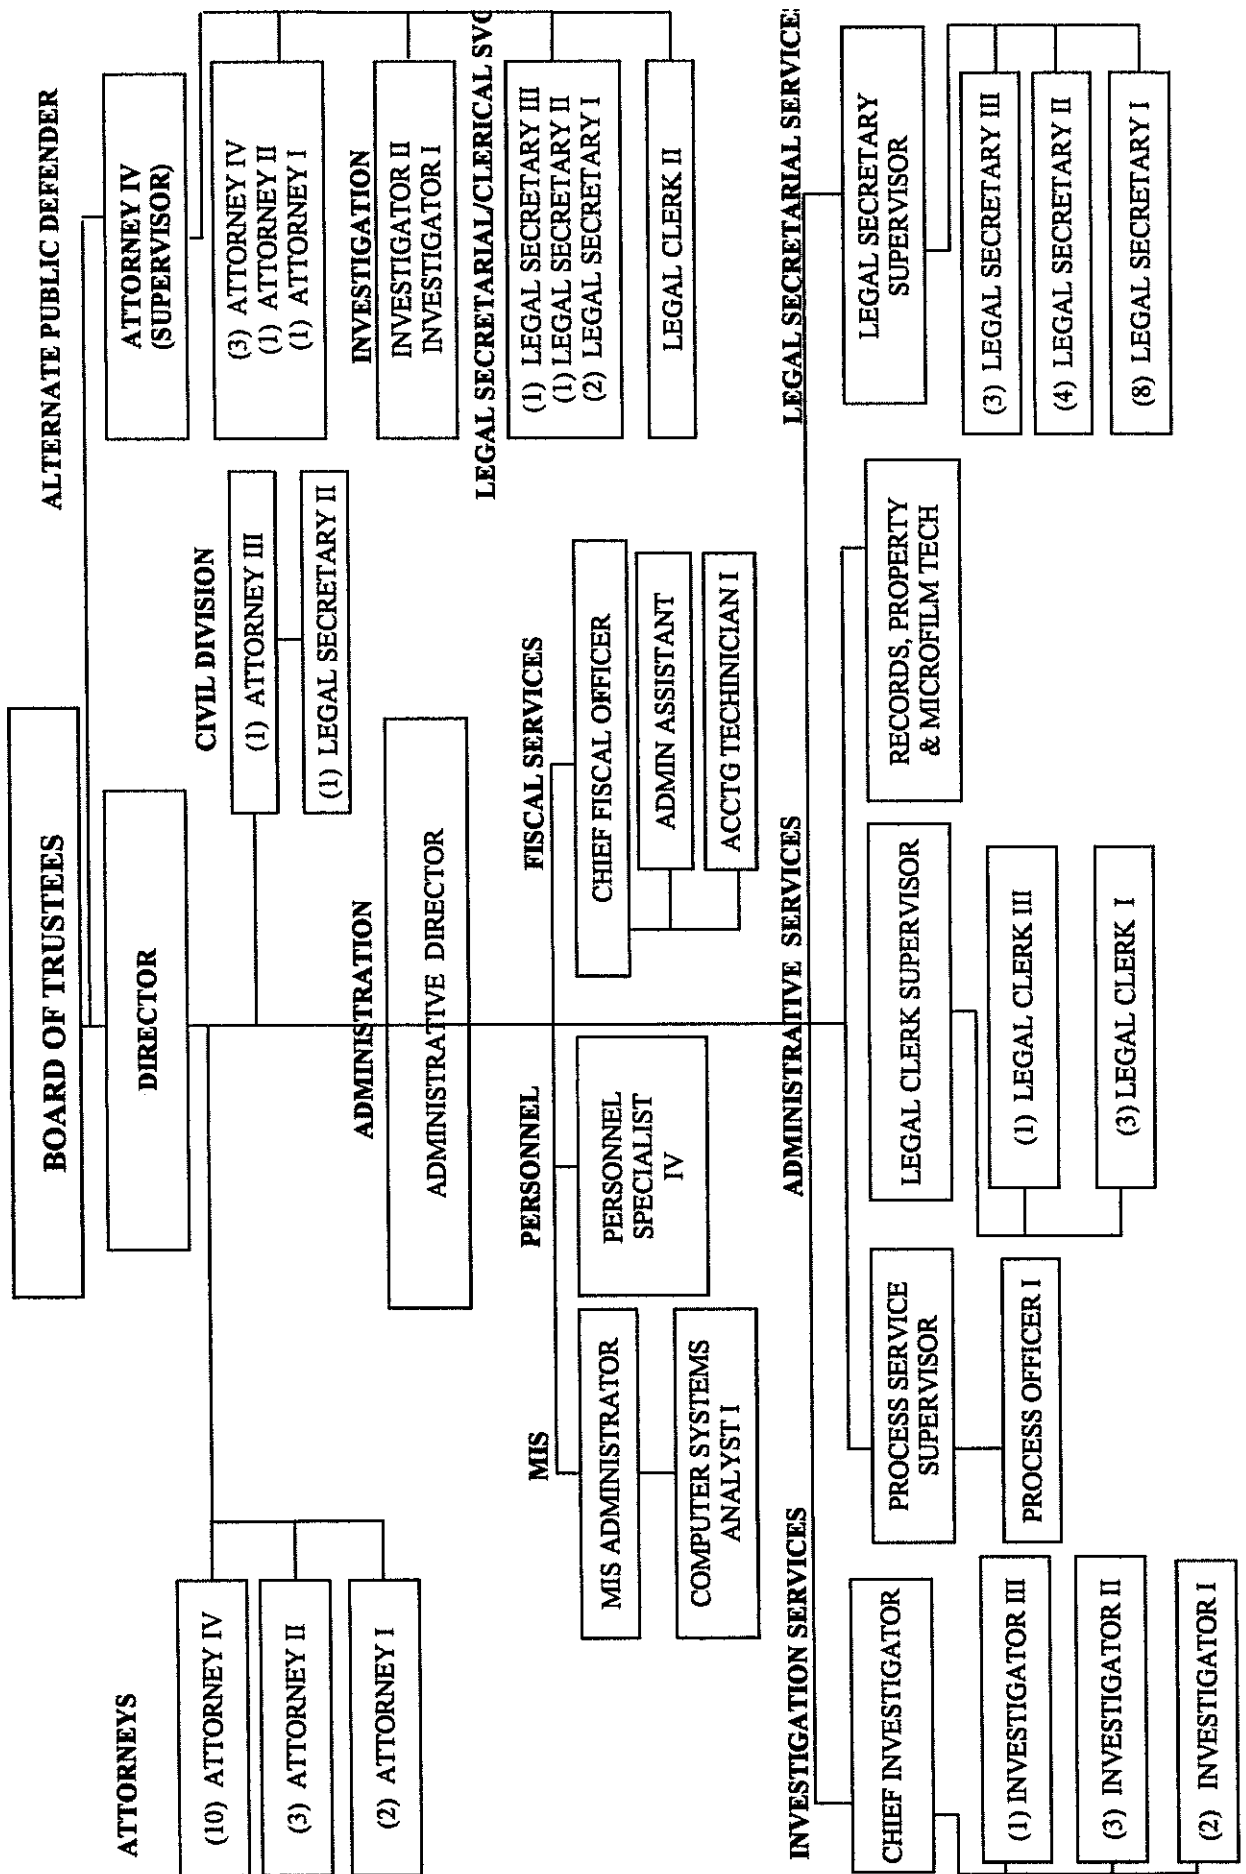 BOARD OF TRUSTEES
DIRECTOR
ATTORNEYS
(10) ATTORNEY IV
(3) ATTORNEY II
(2) ATTORNEY I
CIVIL DIVISION
(1) ATTORNEY III
(1) LEGAL SECRETARY II
ALTERNATE PUBLIC DEFENDER
ATTORNEY IV
(SUPERVISOR)
(3) ATTORNEY IV
(1) ATTORNEY II
(1) ATTORNEY I
INVESTIGATION
INVESTIGATOR II
INVESTIGATOR I
LEGAL SECRETARIAL/CLERICAL SVC
(1) LEGAL SECRETARY III
(1) LEGAL SECRETARY II
(2) LEGAL SECRETARY I
LEGAL CLERK II
ADMINISTRATION
ADMINISTRATIVE DIRECTOR
MIS
MIS ADMINISTRATOR
COMPUTER SYSTEMS
ANALYST I
PERSONNEL
PERSONNEL
SPECIALIST
IV
FISCAL SERVICES
CHIEF FISCAL OFFICER
ADMIN ASSISTANT
ACCTG TECHINICIAN I
INVESTIGATION SERVICES
CHIEF INVESTIGATOR
(1) INVESTIGATOR III
(3) INVESTIGATOR II
(2) INVESTIGATOR I
ADMINISTRATIVE SERVICES
PROCESS SERVICE
SUPERVISOR
PROCESS OFFICER I
LEGAL CLERK SUPERVISOR
(1) LEGAL CLERK III
(3) LEGAL CLERK I
RECORDS, PROPERTY
& MICROFILM TECH
LEGAL SECRETARIAL SERVICES
LEGAL SECRETARY
SUPERVISOR
(3) LEGAL SECRETARY III
(4) LEGAL SECRETARY II
(8) LEGAL SECRETARY I